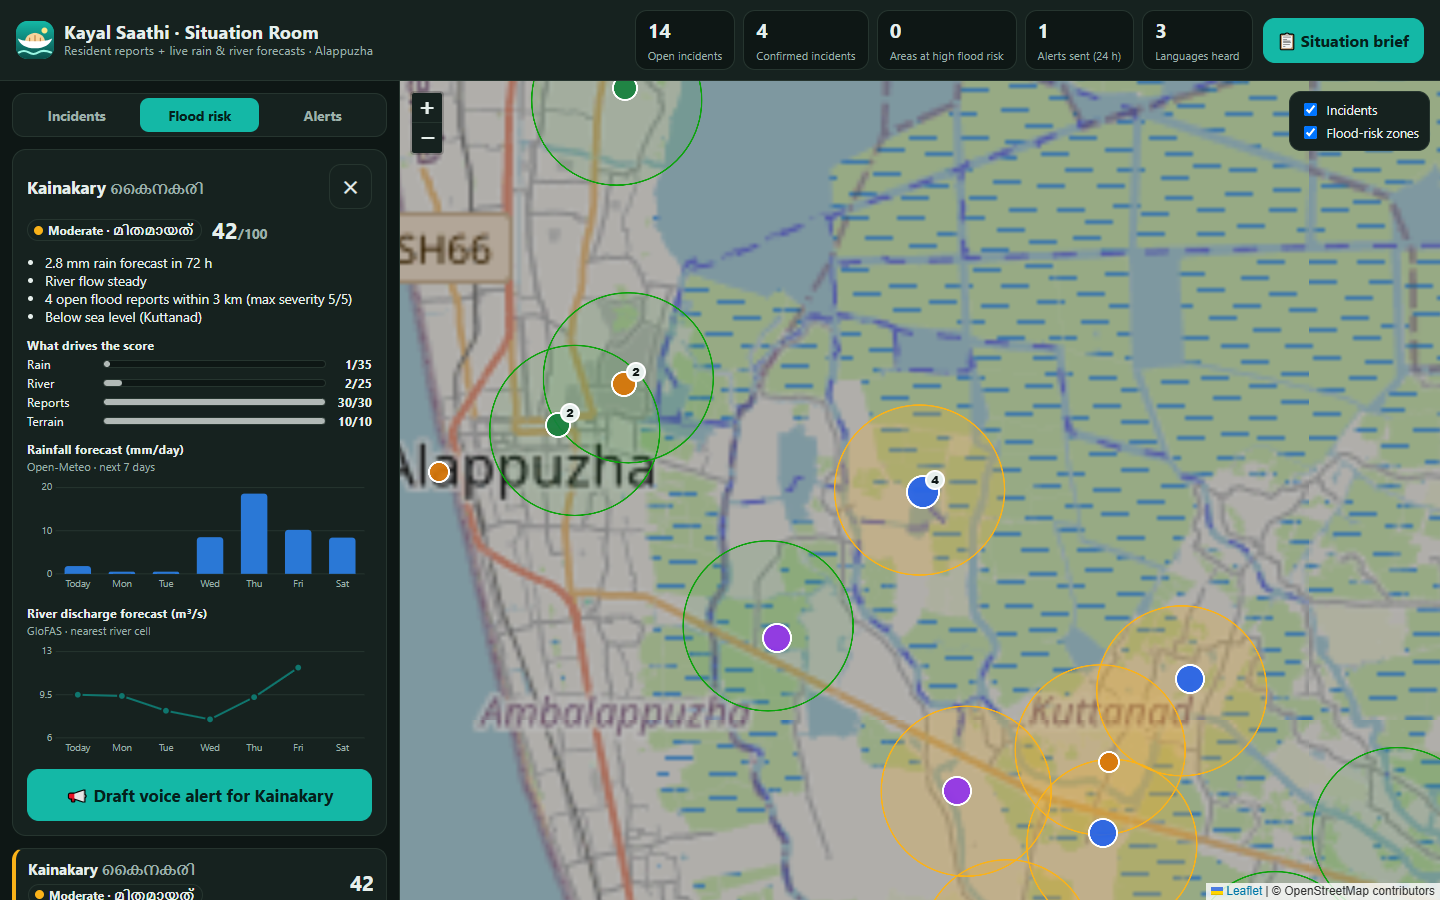 Kayal Saathi · Situation Room
Resident reports + live rain & river forecasts · Alappuzha
14
Open incidents
4
Confirmed incidents
0
Areas at high flood risk
1
Alerts sent (24 h)
3
Languages heard
📋 Situation brief
Incidents
Flood risk
Alerts
Kainakary കൈനകരി
✕
Moderate · മിതമായത്
42/100
• 2.8 mm rain forecast in 72 h
• River flow steady
• 4 open flood reports within 3 km (max severity 5/5)
• Below sea level (Kuttanad)
What drives the score
Rain 1/35
River 2/25
Reports 30/30
Terrain 10/10
Rainfall forecast (mm/day)
Open-Meteo · next 7 days
20
10
0
Today Mon Tue Wed Thu Fri Sat
River discharge forecast (m³/s)
GloFAS · nearest river cell
13
9.5
6
Today Mon Tue Wed Thu Fri Sat
📢 Draft voice alert for Kainakary
Kainakary കൈനകരി
Moderate · മിതമായത്
42
+
−
Incidents
Flood-risk zones
SH66
2
2
Alappuzha
4
Ambalappuzha
Kuttanad
Leaflet | © OpenStreetMap contributors